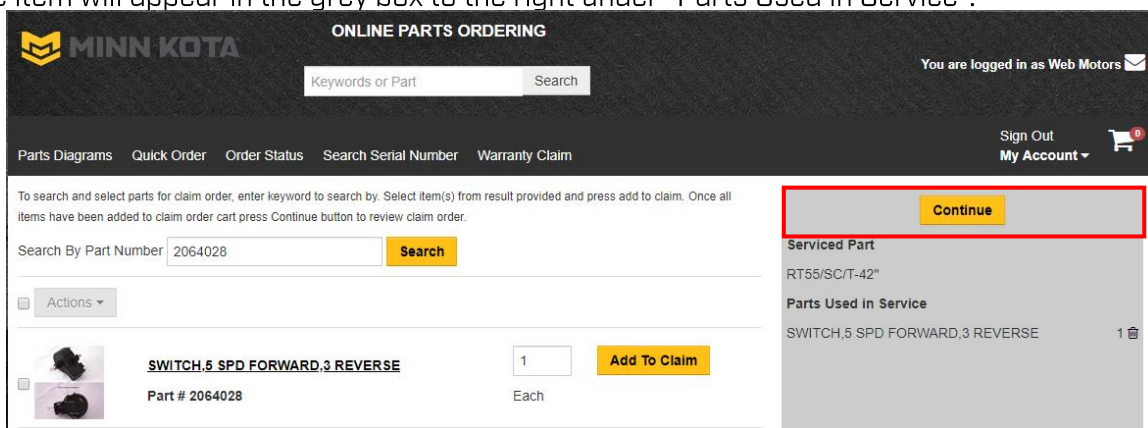 item will appear in the grey box to the right under "Parts Used in Service".
MINN KOTA
ONLINE PARTS ORDERING
You are logged in as Web Motors
Keywords or Part
Search
Sign Out
0
Parts Diagrams Quick Order Order Status Search Serial Number Warranty Claim
My Account
To search and select parts for claim order, enter keyword to search by. Select item(s) from result provided and press add to claim. Once all
items have been added to claim order cart press Continue button to review claim order.
Search By Part Number 2064028 Search
Actions
SWITCH,5 SPD FORWARD,3 REVERSE
1
Add To Claim
Part # 2064028
Each
Continue
Serviced Part
RT55/SC/T-42"
Parts Used in Service
SWITCH,5 SPD FORWARD,3 REVERSE 1